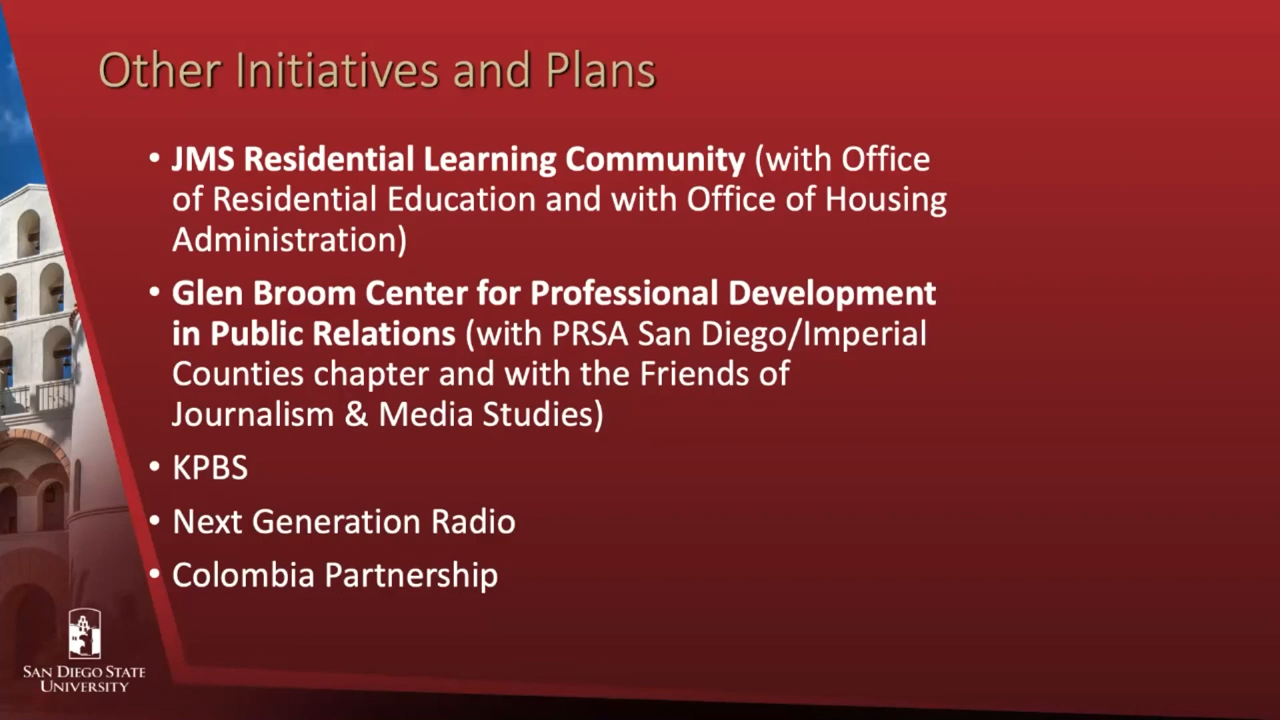 Other Initiatives and Plans
• JMS Residential Learning Community (with Office
of Residential Education and with Office of Housing
Administration)
• Glen Broom Center for Professional Development
in Public Relations (with PRSA San Diego/Imperial
Counties chapter and with the Friends of
Journalism & Media Studies)
• KPBS
• Next Generation Radio
• Colombia Partnership
SAN DIEGO STATE
UNIVERSITY